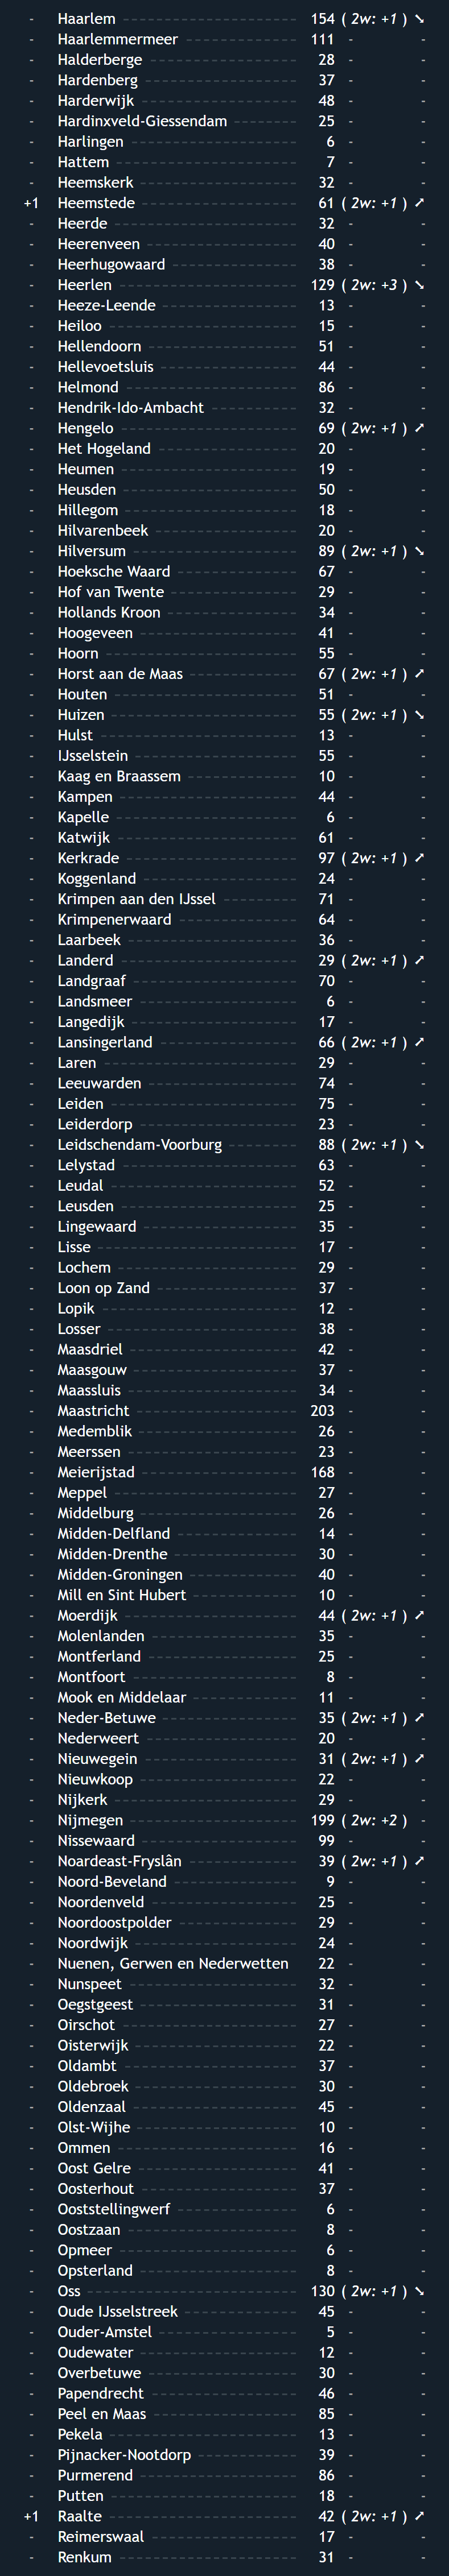 - Haarlem 154 ( 2w: +1 ) ➘
- Haarlemmermeer 111 - -
- Halderberge 28 - -
- Hardenberg 37 - -
- Harderwijk 48 - -
- Hardinxveld-Giessendam 25 - -
- Harlingen 6 - -
- Hattem 7 - -
- Heemskerk 32 - -
+1 Heemstede 61 ( 2w: +1 ) ➚
- Heerde 32 - -
- Heerenveen 40 - -
- Heerhugowaard 38 - -
- Heerlen 129 ( 2w: +3 ) ➘
- Heeze-Leende 13 - -
- Heiloo 15 - -
- Hellendoorn 51 - -
- Hellevoetsluis 44 - -
- Helmond 86 - -
- Hendrik-Ido-Ambacht 32 - -
- Hengelo 69 ( 2w: +1 ) ➚
- Het Hogeland 20 - -
- Heumen 19 - -
- Heusden 50 - -
- Hillegom 18 - -
- Hilvarenbeek 20 - -
- Hilversum 89 ( 2w: +1 ) ➘
- Hoeksche Waard 67 - -
- Hof van Twente 29 - -
- Hollands Kroon 34 - -
- Hoogeveen 41 - -
- Hoorn 55 - -
- Horst aan de Maas 67 ( 2w: +1 ) ➚
- Houten 51 - -
- Huizen 55 ( 2w: +1 ) ➘
- Hulst 13 - -
- IJsselstein 55 - -
- Kaag en Braassem 10 - -
- Kampen 44 - -
- Kapelle 6 - -
- Katwijk 61 - -
- Kerkrade 97 ( 2w: +1 ) ➚
- Koggenland 24 - -
- Krimpen aan den IJssel 71 - -
- Krimpenerwaard 64 - -
- Laarbeek 36 - -
- Landerd 29 ( 2w: +1 ) ➚
- Landgraaf 70 - -
- Landsmeer 6 - -
- Langedijk 17 - -
- Lansingerland 66 ( 2w: +1 ) ➚
- Laren 29 - -
- Leeuwarden 74 - -
- Leiden 75 - -
- Leiderdorp 23 - -
- Leidschendam-Voorburg 88 ( 2w: +1 ) ➘
- Lelystad 63 - -
- Leudal 52 - -
- Leusden 25 - -
- Lingewaard 35 - -
- Lisse 17 - -
- Lochem 29 - -
- Loon op Zand 37 - -
- Lopik 12 - -
- Losser 38 - -
- Maasdriel 42 - -
- Maasgouw 37 - -
- Maassluis 34 - -
- Maastricht 203 - -
- Medemblik 26 - -
- Meerssen 23 - -
- Meierijstad 168 - -
- Meppel 27 - -
- Middelburg 26 - -
- Midden-Delfland 14 - -
- Midden-Drenthe 30 - -
- Midden-Groningen 40 - -
- Mill en Sint Hubert 10 - -
- Moerdijk 44 ( 2w: +1 ) ➚
- Molenlanden 35 - -
- Montferland 25 - -
- Montfoort 8 - -
- Mook en Middelaar 11 - -
- Neder-Betuwe 35 ( 2w: +1 ) ➚
- Nederweert 20 - -
- Nieuwegein 31 ( 2w: +1 ) ➚
- Nieuwkoop 22 - -
- Nijkerk 29 - -
- Nijmegen 199 ( 2w: +2 ) -
- Nissewaard 99 - -
- Noardeast-Fryslân 39 ( 2w: +1 ) ➚
- Noord-Beveland 9 - -
- Noordenveld 25 - -
- Noordoostpolder 29 - -
- Noordwijk 24 - -
- Nuenen, Gerwen en Nederwetten 22 - -
- Nunspeet 32 - -
- Oegstgeest 31 - -
- Oirschot 27 - -
- Oisterwijk 22 - -
- Oldambt 37 - -
- Oldebroek 30 - -
- Oldenzaal 45 - -
- Olst-Wijhe 10 - -
- Ommen 16 - -
- Oost Gelre 41 - -
- Oosterhout 37 - -
- Ooststellingwerf 6 - -
- Oostzaan 8 - -
- Opmeer 6 - -
- Opsterland 8 - -
- Oss 130 ( 2w: +1 ) ➘
- Oude IJsselstreek 45 - -
- Ouder-Amstel 5 - -
- Oudewater 12 - -
- Overbetuwe 30 - -
- Papendrecht 46 - -
- Peel en Maas 85 - -
- Pekela 13 - -
- Pijnacker-Nootdorp 39 - -
- Purmerend 86 - -
- Putten 18 - -
+1 Raalte 42 ( 2w: +1 ) ➚
- Reimerswaal 17 - -
- Renkum 31 - -